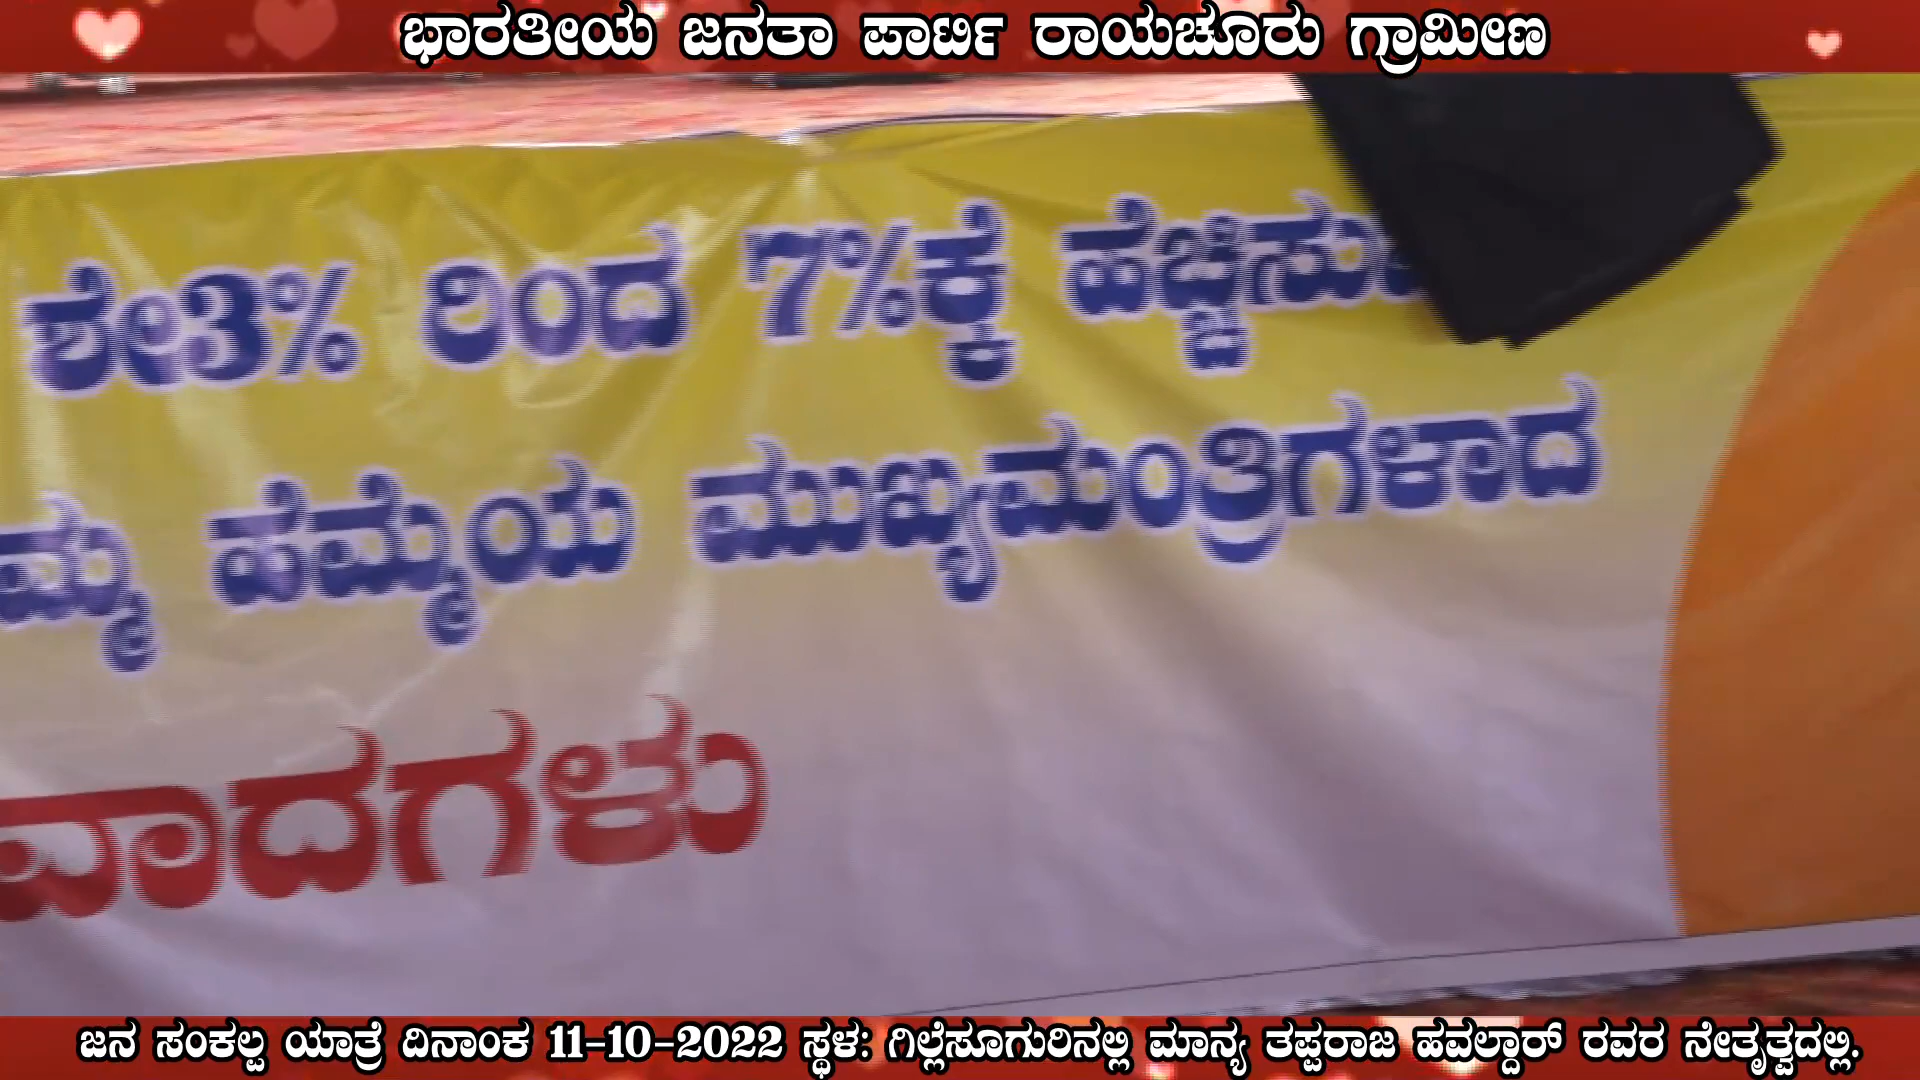 ಭಾರತೀಯ ಜನತಾ ಪಾರ್ಟಿ ರಾಯಚೂರು ಗ್ರಾಮೀಣ
ಶೇ3% ರಿಂದ 7%ಕ್ಕೆ
ಹೆಮ್ಮೆಯ ಮುಖ್ಯಮಂತ್ರಿಗಳಾದ
ಜನ ಸಂಕಲ್ಪ ಯಾತ್ರೆ ದಿನಾಂಕ 11-10-2022 ಸ್ಥಳ: ಗಿಲ್ಲೆಸೂಗುರಿನಲ್ಲಿ ಮಾನ್ಯ ತಪ್ಪರಾಜ ಹವಲ್ದಾರ್ ರವರ ನೇತೃತ್ವದಲ್ಲಿ.